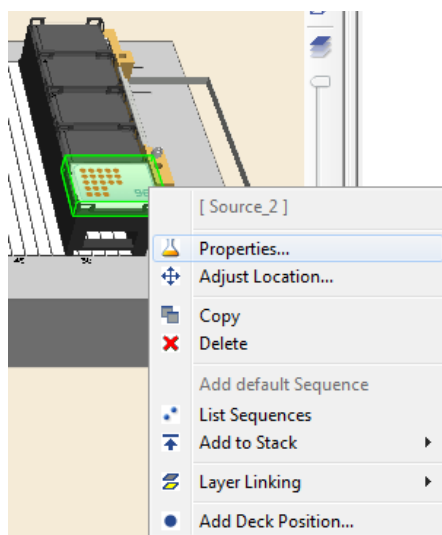 [ Source_2 ]
Properties...
Adjust Location...
Copy
Delete
Add default Sequence
List Sequences
Add to Stack
Layer Linking
Add Deck Position...